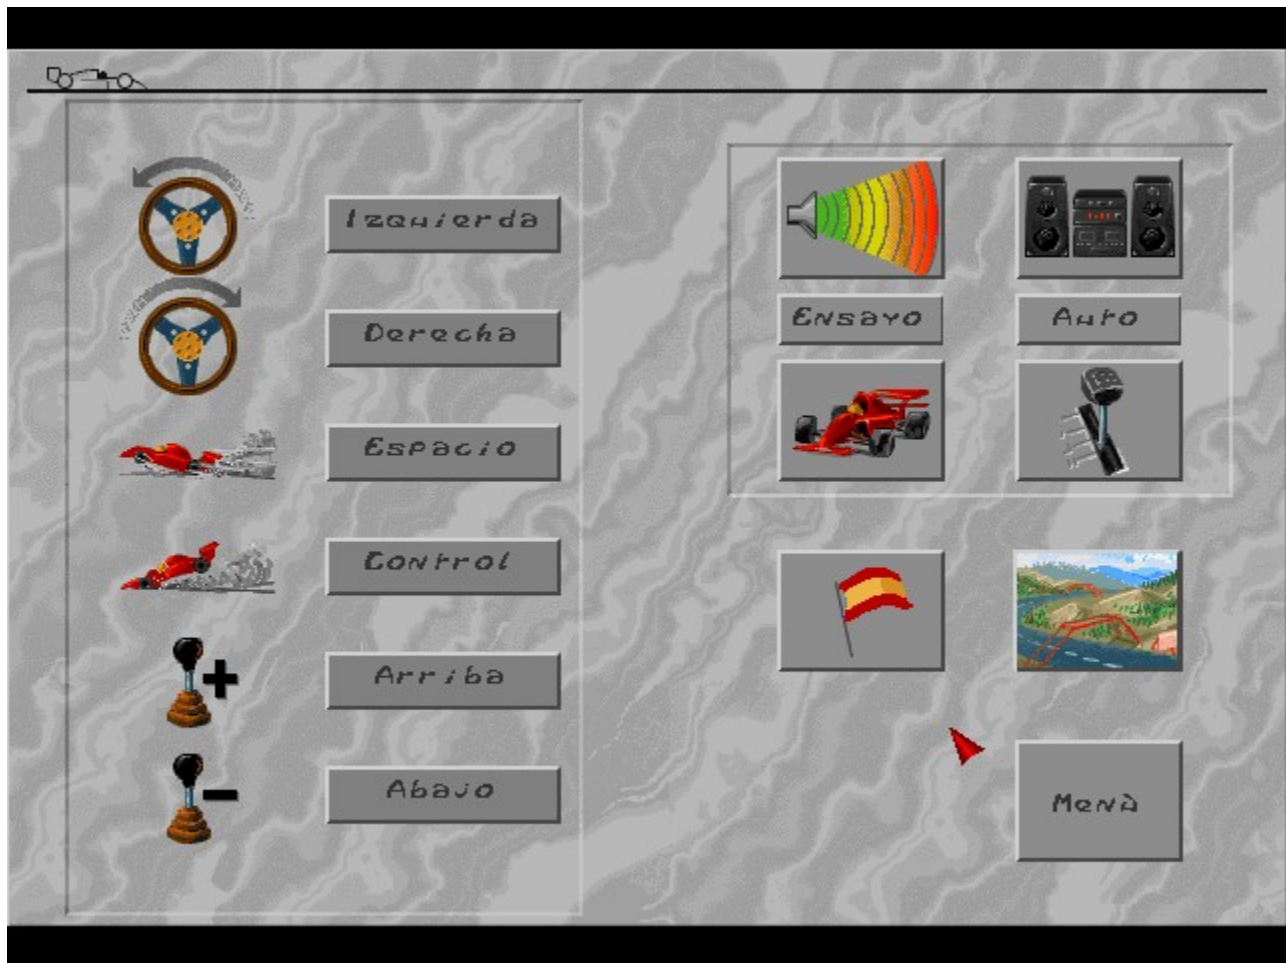 Izquierda
Derecha
Espacio
Control
Arriba
Abajo
Ensayo
Auto
Menù